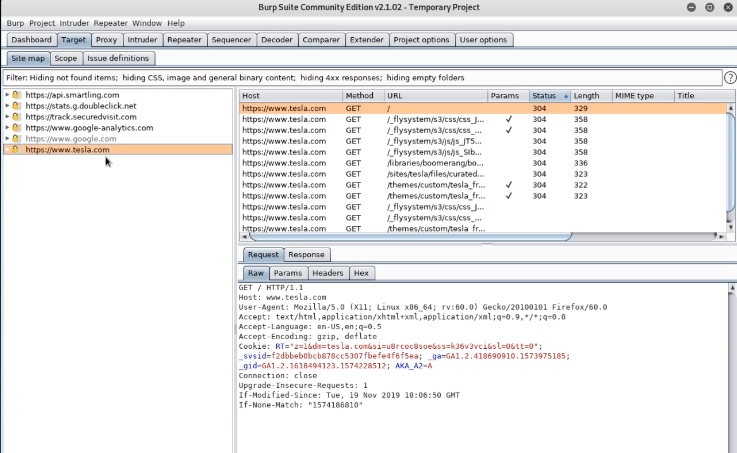 Burp Suite Community Edition v2.1.02 - Temporary Project
Burp Project Intruder Repeater Window Help
Dashboard Target Proxy Intruder Repeater Sequencer Decoder Comparer Extender Project options User options
Site map Scope Issue definitions
Filter: Hiding not found items; hiding CSS, image and general binary content; hiding 4xx responses; hiding empty folders
?
https://api.smartling.com
https://stats.g.doubleclick.net
https://track.securedvisit.com
https://www.google-analytics.com
https://www.google.com
https://www.tesla.com
Host Method URL Params Status Length MIME type Title
https://www.tesla.com GET / 304 329
https://www.tesla.com GET /_flysystem/s3/css/css_J... ✓ 304 358
https://www.tesla.com GET /_flysystem/s3/css/css_... ✓ 304 358
https://www.tesla.com GET /_flysystem/s3/js/js_JT5... 304 358
https://www.tesla.com GET /_flysystem/s3/js/js_SIb... 304 358
https://www.tesla.com GET /libraries/boomerang/bo... 304 336
https://www.tesla.com GET /sites/tesla/files/curated... 304 323
https://www.tesla.com GET /themes/custom/tesla_fr... ✓ 304 322
https://www.tesla.com GET /themes/custom/tesla_fr... ✓ 304 323
https://www.tesla.com GET /_flysystem/s3/css/css_J...
https://www.tesla.com GET /_flysystem/s3/css/css_...
https://www.tesla.com GET /themes/custom/tesla_fr...
Request Response
Raw Params Headers Hex
GET / HTTP/1.1
Host: www.tesla.com
User-Agent: Mozilla/5.0 (X11; Linux x86_64; rv:60.0) Gecko/20100101 Firefox/60.0
Accept: text/html,application/xhtml+xml,application/xml;q=0.9,*/*;q=0.8
Accept-Language: en-US,en;q=0.5
Accept-Encoding: gzip, deflate
Cookie: RT="z=1&dm=tesla.com&si=u8rcoc8soe&ss=k36v3vci&sl=0&tt=0";
_svsid=f2dbbeb0bcb878cc5307fbefe4f6f5ea; _ga=GA1.2.418690910.1573975185;
_gid=GA1.2.1618494123.1574228512; AKA_A2=A
Connection: close
Upgrade-Insecure-Requests: 1
If-Modified-Since: Tue, 19 Nov 2019 18:06:50 GMT
If-None-Match: "1574186810"